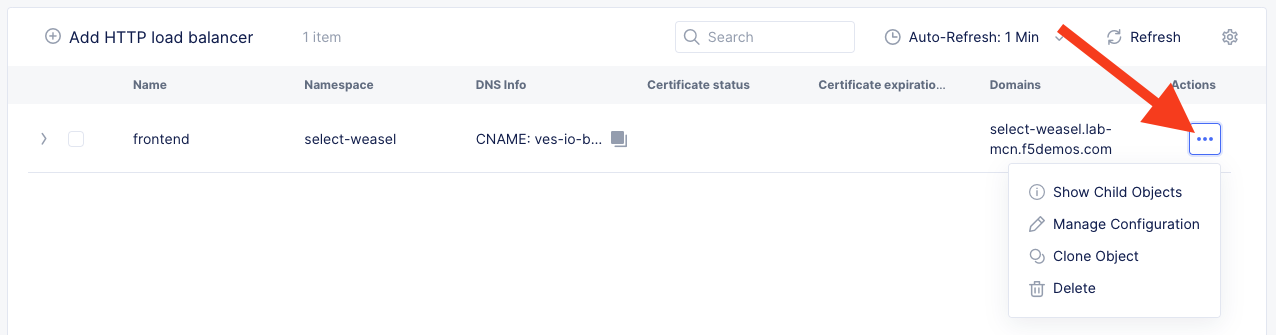 Add HTTP load balancer 1 item Search Auto-Refresh: 1 Min Refresh
Name Namespace DNS Info Certificate status Certificate expiratio... Domains Actions
frontend select-weasel CNAME: ves-io-b... select-weasel.lab-
mcn.f5demos.com
Show Child Objects
Manage Configuration
Clone Object
Delete